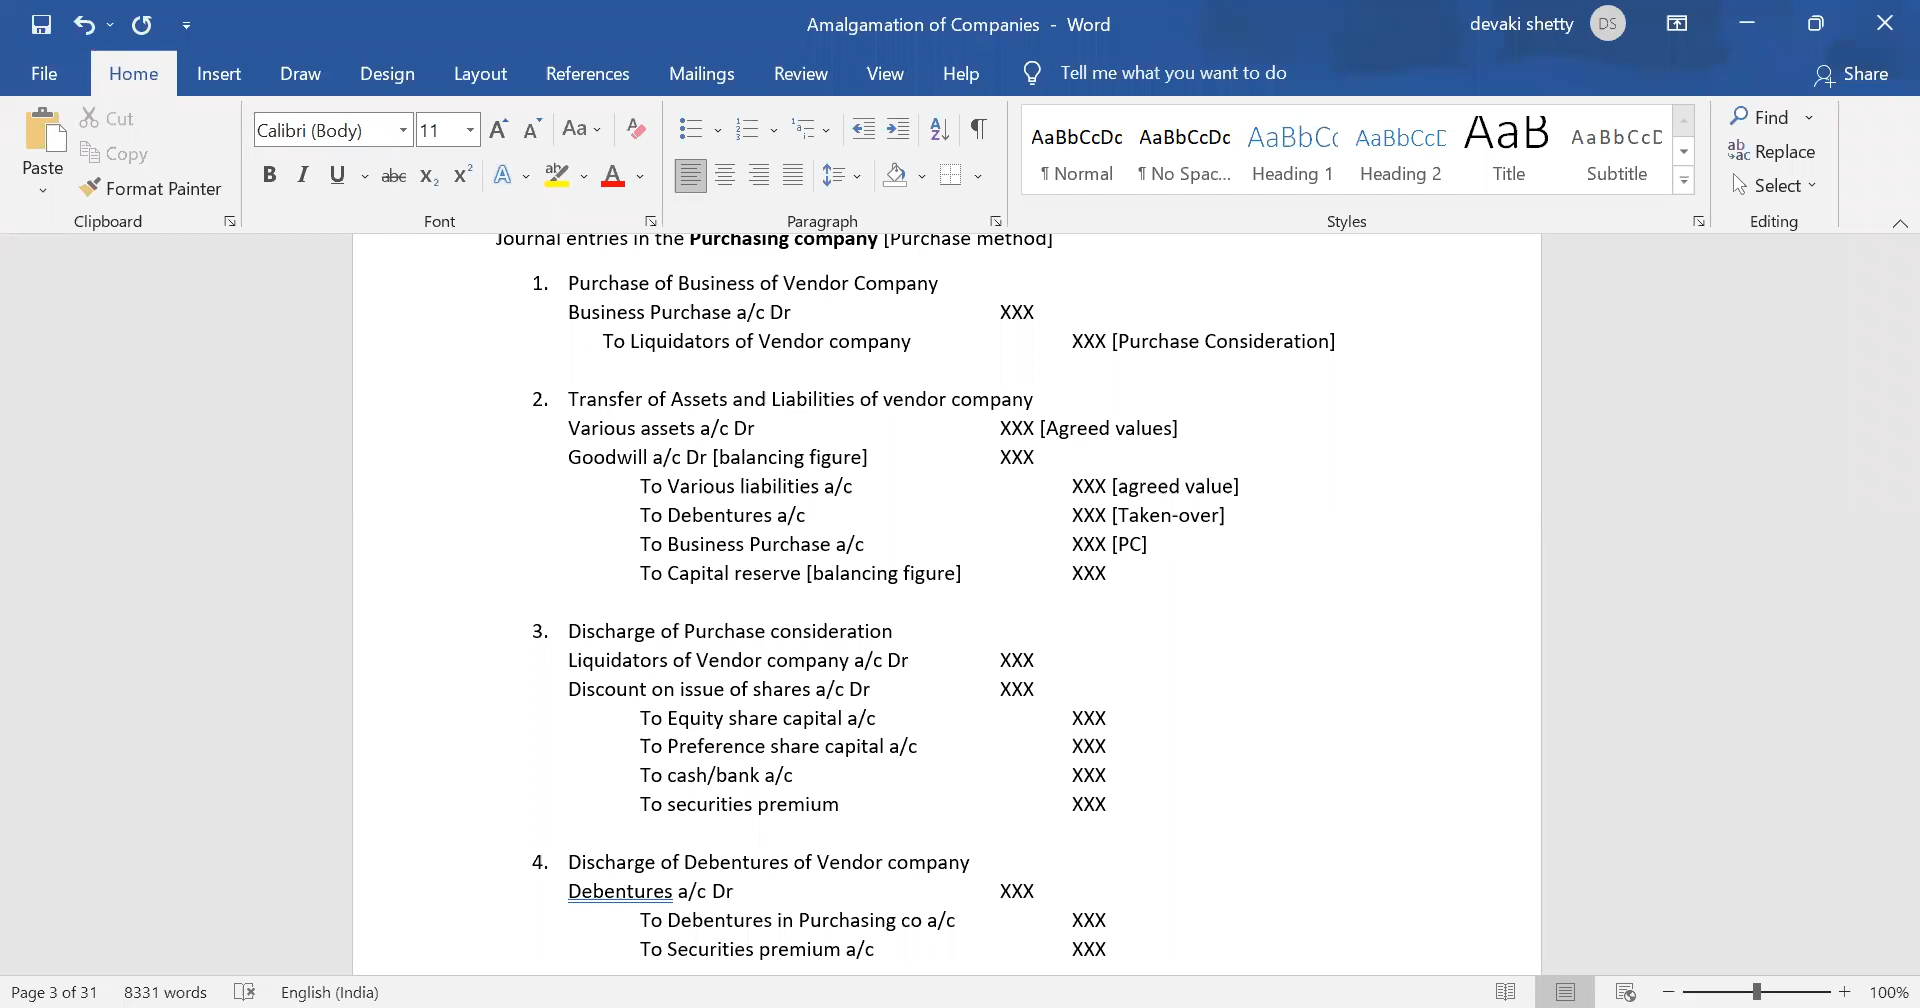 Amalgamation of Companies - Word
devaki shetty DS
File Home Insert Draw Design Layout References Mailings Review View Help Tell me what you want to do Share
Paste
Cut
Copy
Format Painter
Clipboard
Calibri (Body) 11 A A Aa A
B I U abc X₂ X² A ab A
Font
Paragraph
AaBbCcDc AaBbCcDc AaBbCc AaBbCcD AaB AaBbCcD
¶ Normal ¶ No Spac... Heading 1 Heading 2 Title Subtitle
Styles
Find
Replace
Select
Editing
Journal entries in the Purchasing company [Purchase method]
1. Purchase of Business of Vendor Company
Business Purchase a/c Dr XXX
To Liquidators of Vendor company XXX [Purchase Consideration]
2. Transfer of Assets and Liabilities of vendor company
Various assets a/c Dr XXX [Agreed values]
Goodwill a/c Dr [balancing figure] XXX
To Various liabilities a/c XXX [agreed value]
To Debentures a/c XXX [Taken-over]
To Business Purchase a/c XXX [PC]
To Capital reserve [balancing figure] XXX
3. Discharge of Purchase consideration
Liquidators of Vendor company a/c Dr XXX
Discount on issue of shares a/c Dr XXX
To Equity share capital a/c XXX
To Preference share capital a/c XXX
To cash/bank a/c XXX
To securities premium XXX
4. Discharge of Debentures of Vendor company
Debentures a/c Dr XXX
To Debentures in Purchasing co a/c XXX
To Securities premium a/c XXX
Page 3 of 31 8331 words English (India) 100%